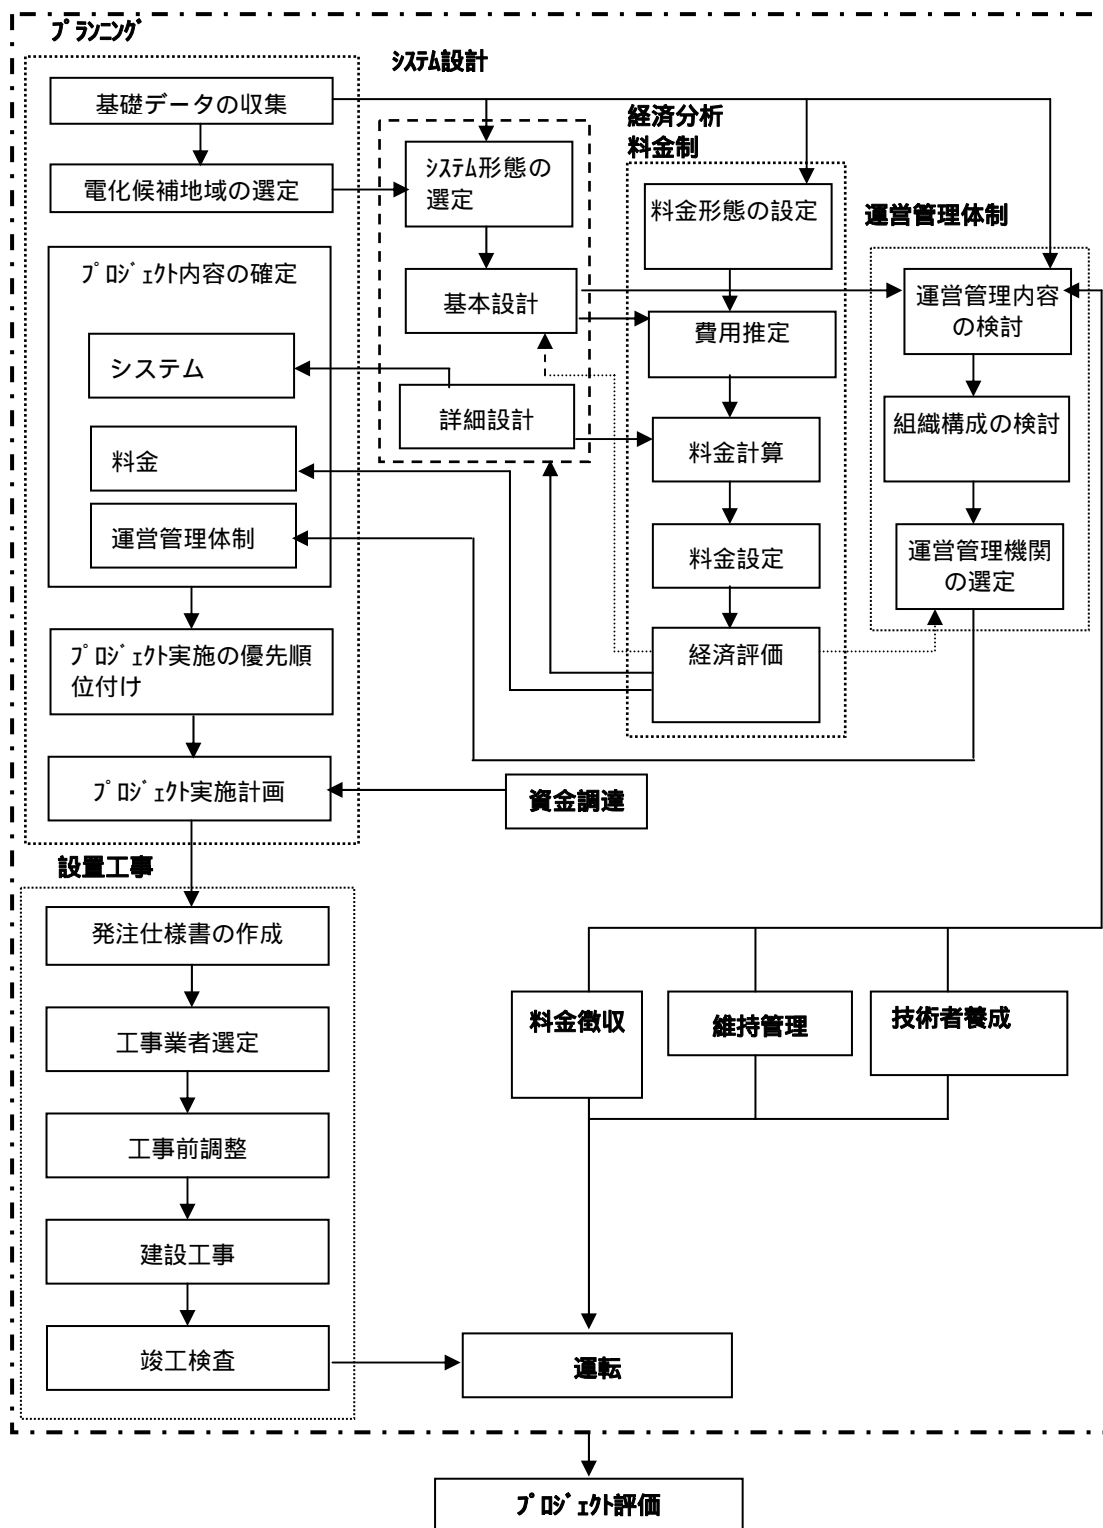 ﾌﾟﾗﾝﾆﾝｸﾞ
基礎データの収集
電化候補地域の選定
ﾌﾟﾛｼﾞｪｸﾄ内容の確定
システム
料金
運営管理体制
ﾌﾟﾛｼﾞｪｸﾄ実施の優先順
位付け
ﾌﾟﾛｼﾞｪｸﾄ実施計画
ｼｽﾃﾑ設計
ｼｽﾃﾑ形態の
選定
基本設計
詳細設計
経済分析
料金制
料金形態の設定
費用推定
料金計算
料金設定
経済評価
運営管理体制
運営管理内容
の検討
組織構成の検討
運営管理機関
の選定
資金調達
設置工事
発注仕様書の作成
工事業者選定
工事前調整
建設工事
竣工検査
料金徴収
維持管理
技術者養成
運転
ﾌﾟﾛｼﾞｪｸﾄ評価